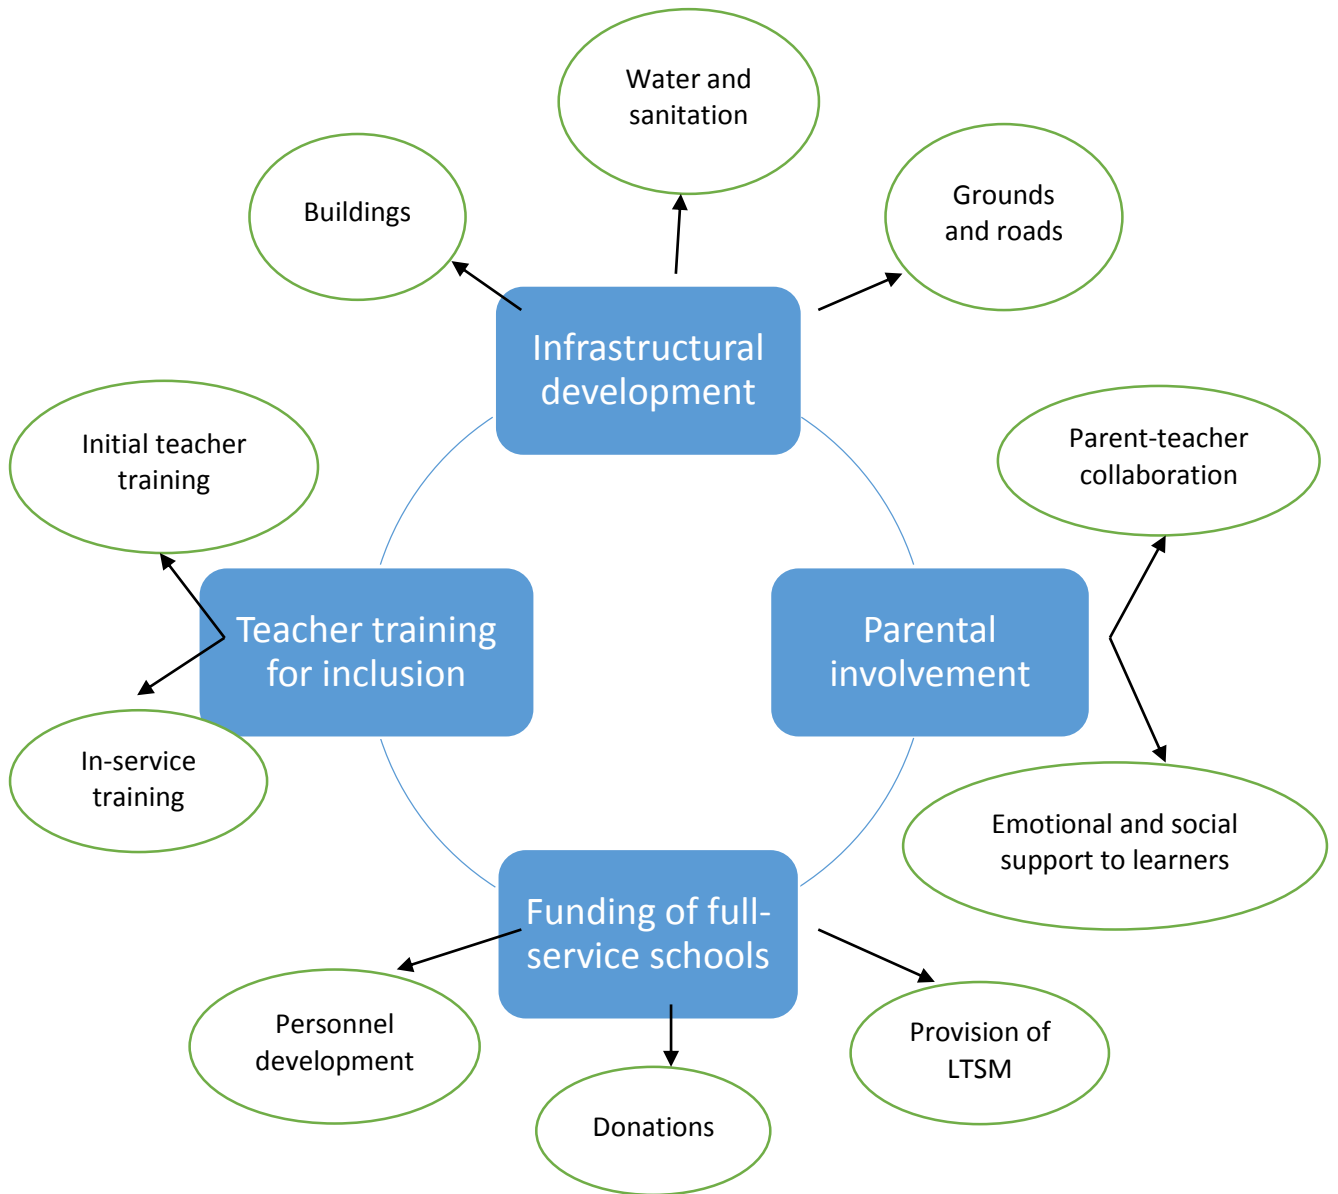 Water and
sanitation
Buildings
Grounds
and roads
Infrastructural
development
Initial teacher
training
Parent-teacher
collaboration
Teacher training
for inclusion
Parental
involvement
In-service
training
Emotional and social
support to learners
Funding of full-
service schools
Personnel
development
Provision of
LTSM
Donations